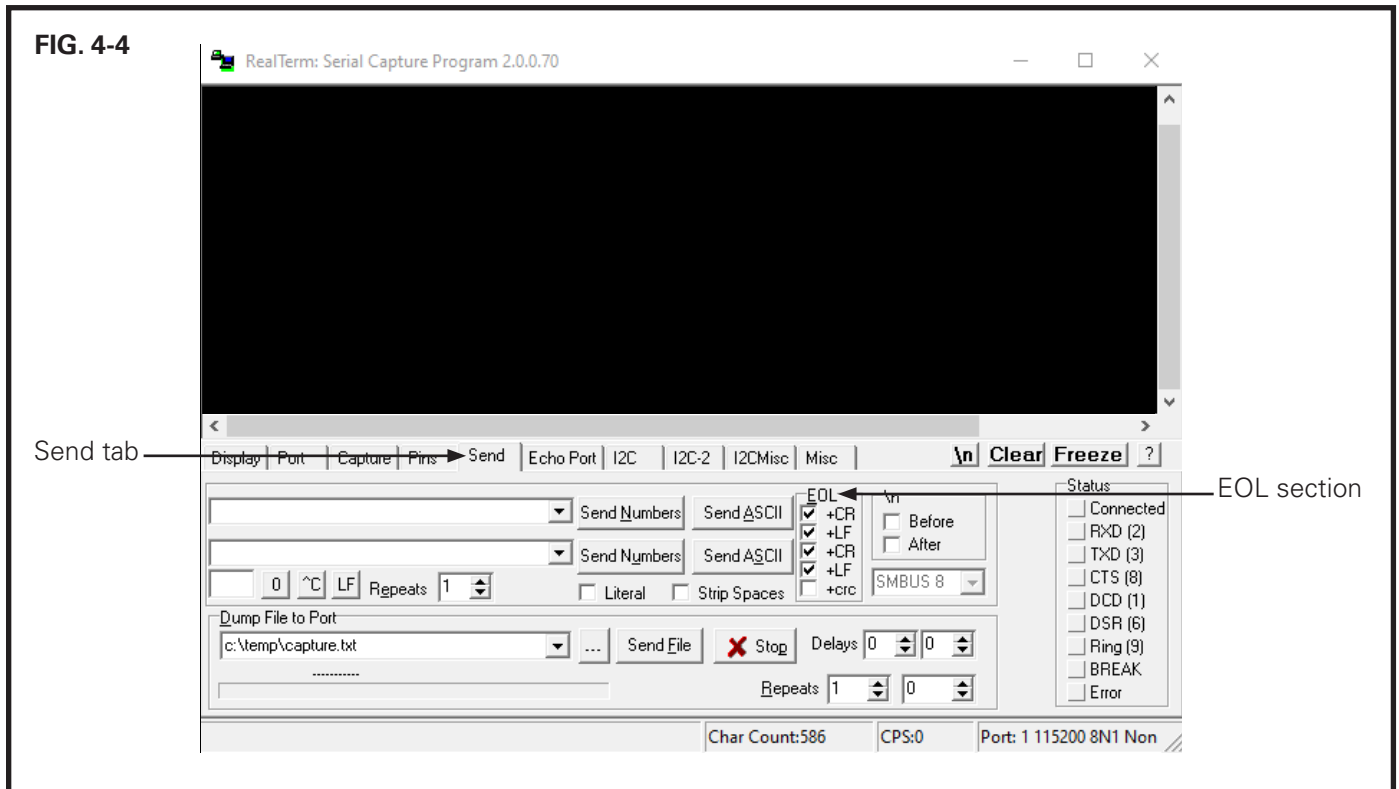 FIG. 4-4
RealTerm: Serial Capture Program 2.0.0.70
Send tab
Display Port Capture Pins Send Echo Port I2C I2C-2 I2CMisc Misc \n Clear Freeze ?
EOL section
EOL
\n
Status
Send Numbers Send ASCII +CR Before Connected
+LF After RXD (2)
Send Numbers Send ASCII +CR TXD (3)
+LF SMBUS 8 CTS (8)
0 ^C LF Repeats 1 Literal Strip Spaces +crc DCD (1)
Dump File to Port DSR (6)
c:\temp\capture.txt ... Send File Stop Delays 0 0 Ring (9)
----------- BREAK
Repeats 1 0 Error
Char Count:586 CPS:0 Port: 1 115200 8N1 Non